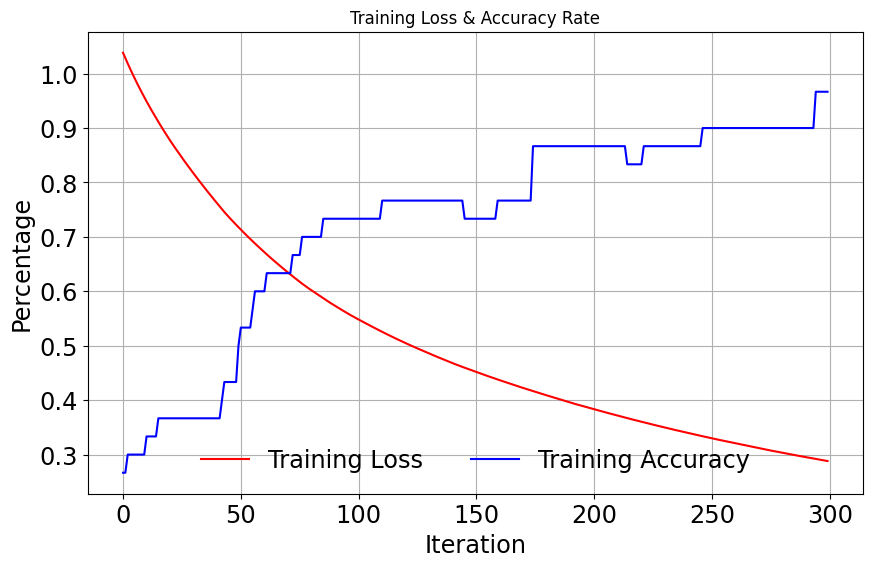 Training Loss & Accuracy Rate
Percentage
1.0
0.9
0.8
0.7
0.6
0.5
0.4
0.3
Training Loss
Training Accuracy
0 50 100 150 200 250 300
Iteration